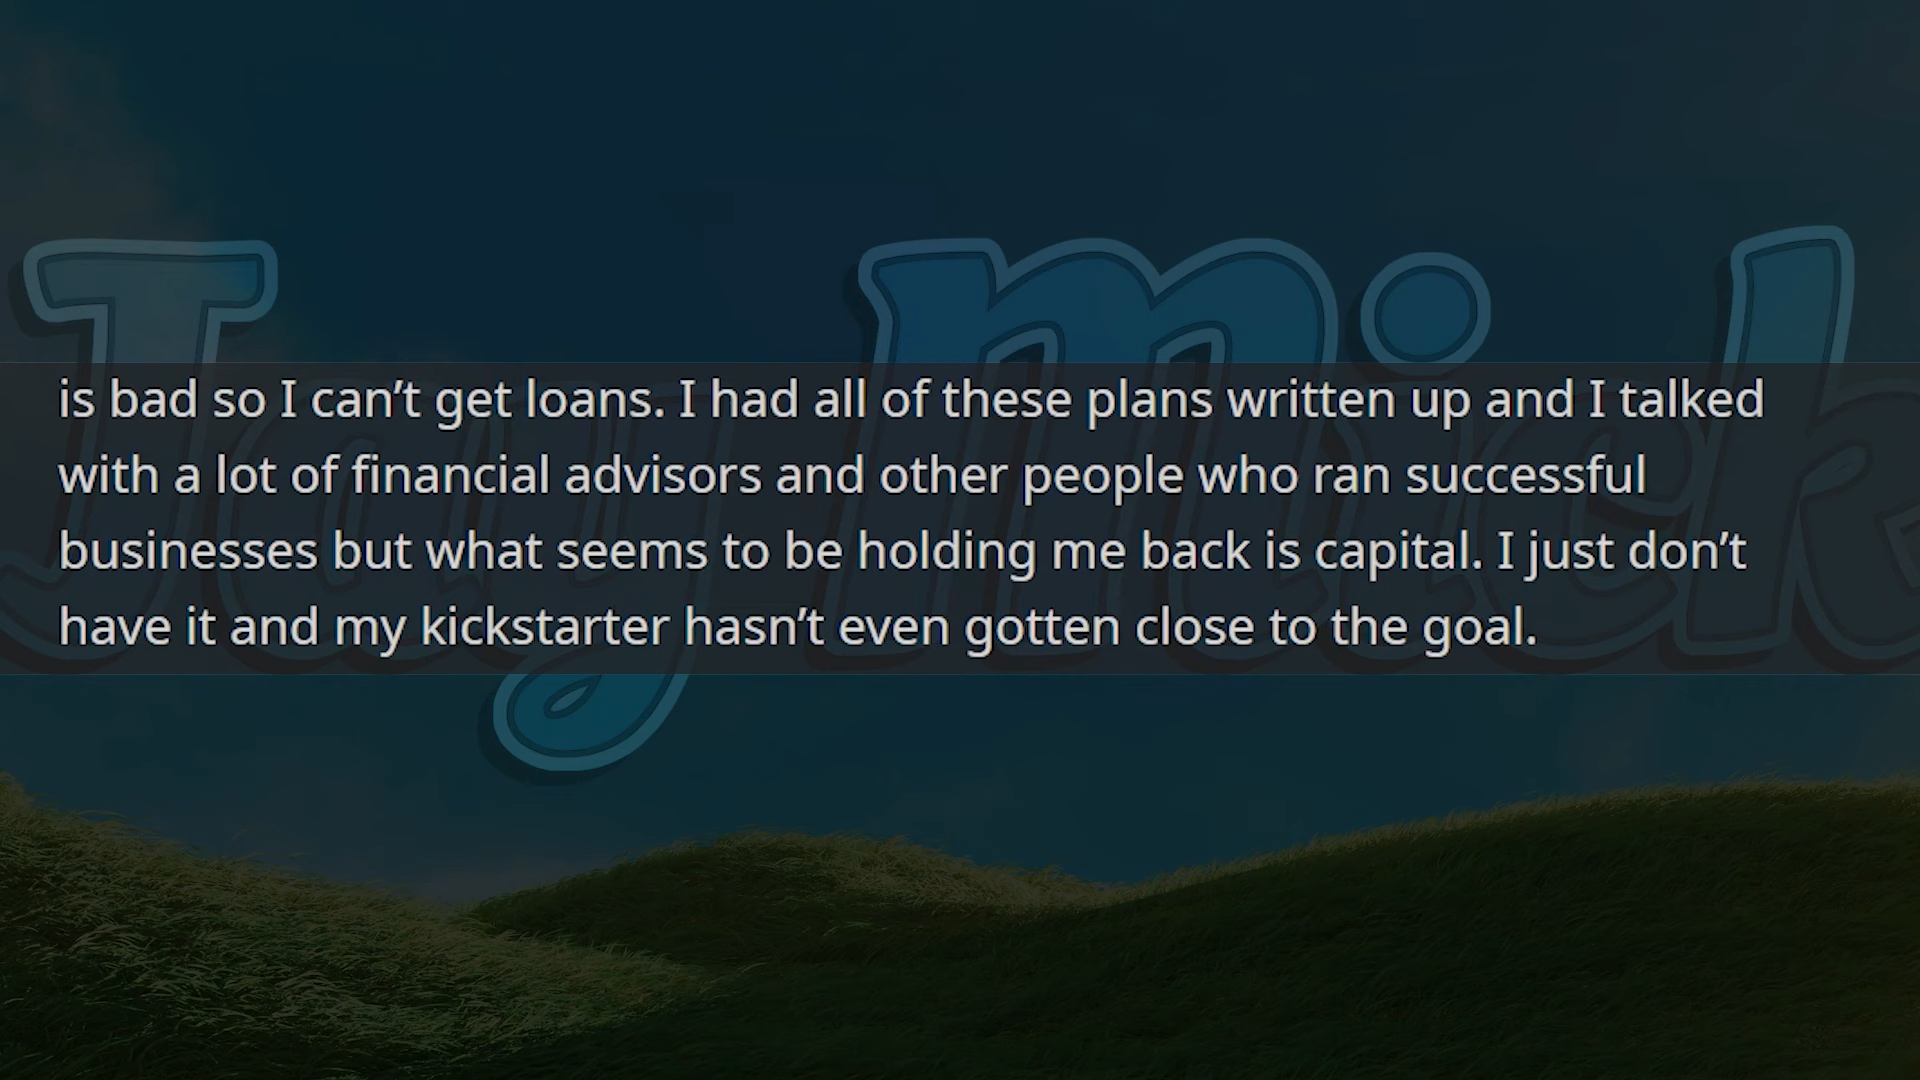 Jay Mick
is bad so I can’t get loans. I had all of these plans written up and I talked
with a lot of financial advisors and other people who ran successful
businesses but what seems to be holding me back is capital. I just don’t
have it and my kickstarter hasn’t even gotten close to the goal.